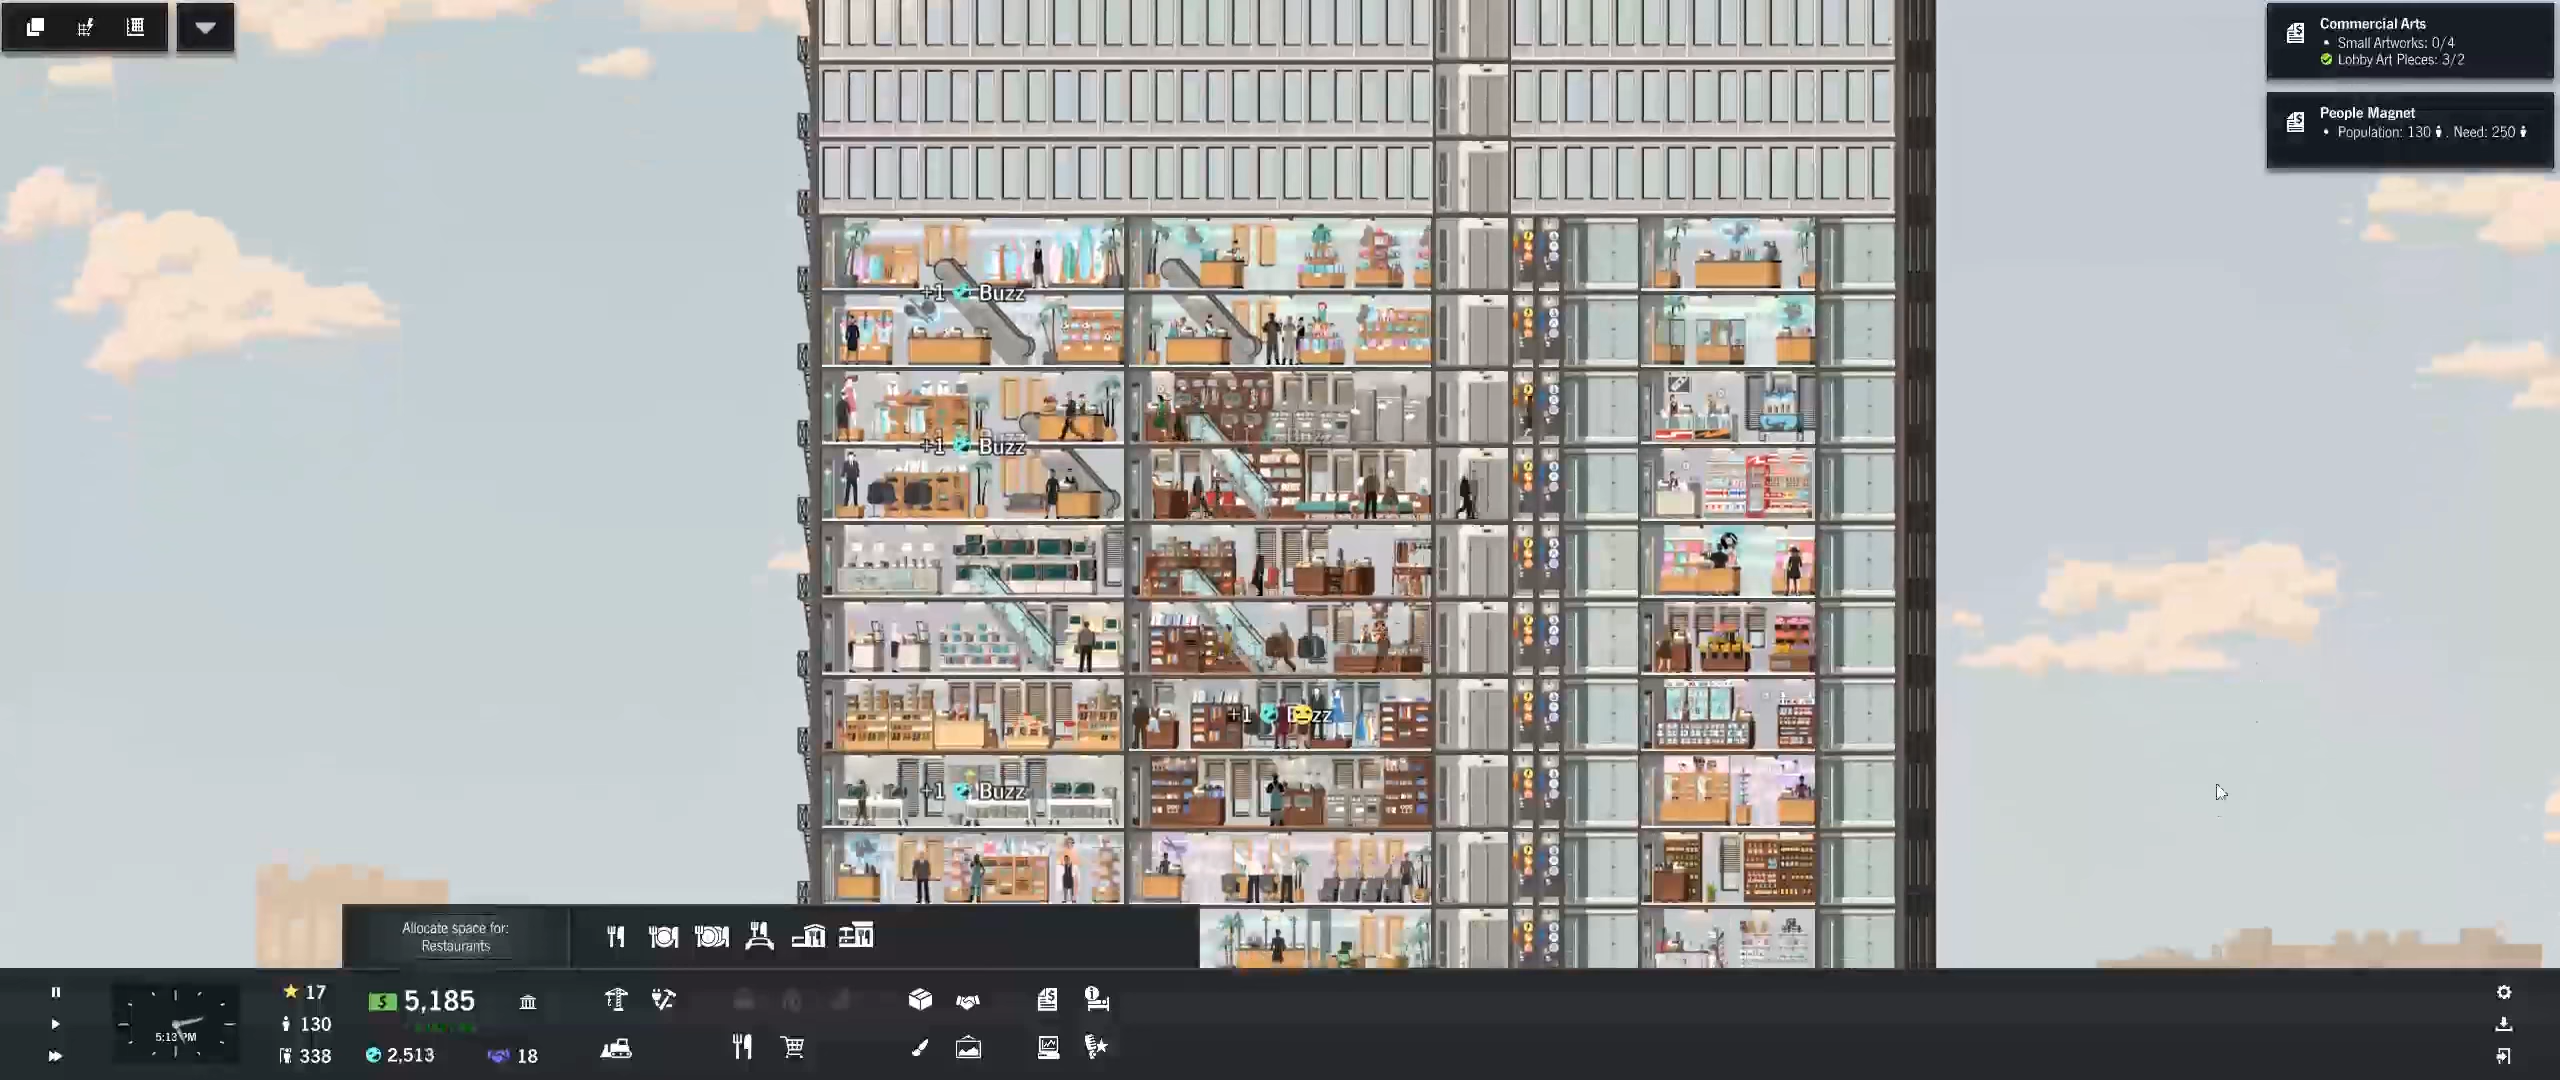 Commercial Arts
• Small Artworks: 0/4
Lobby Art Pieces: 3/2
People Magnet
• Population: 130 . Need: 250
+1 Buzz
+1 Buzz
+1
+1 Buzz
Allocate space for:
Restaurants
17
5,185
130
5:13 PM
338
2,513
18